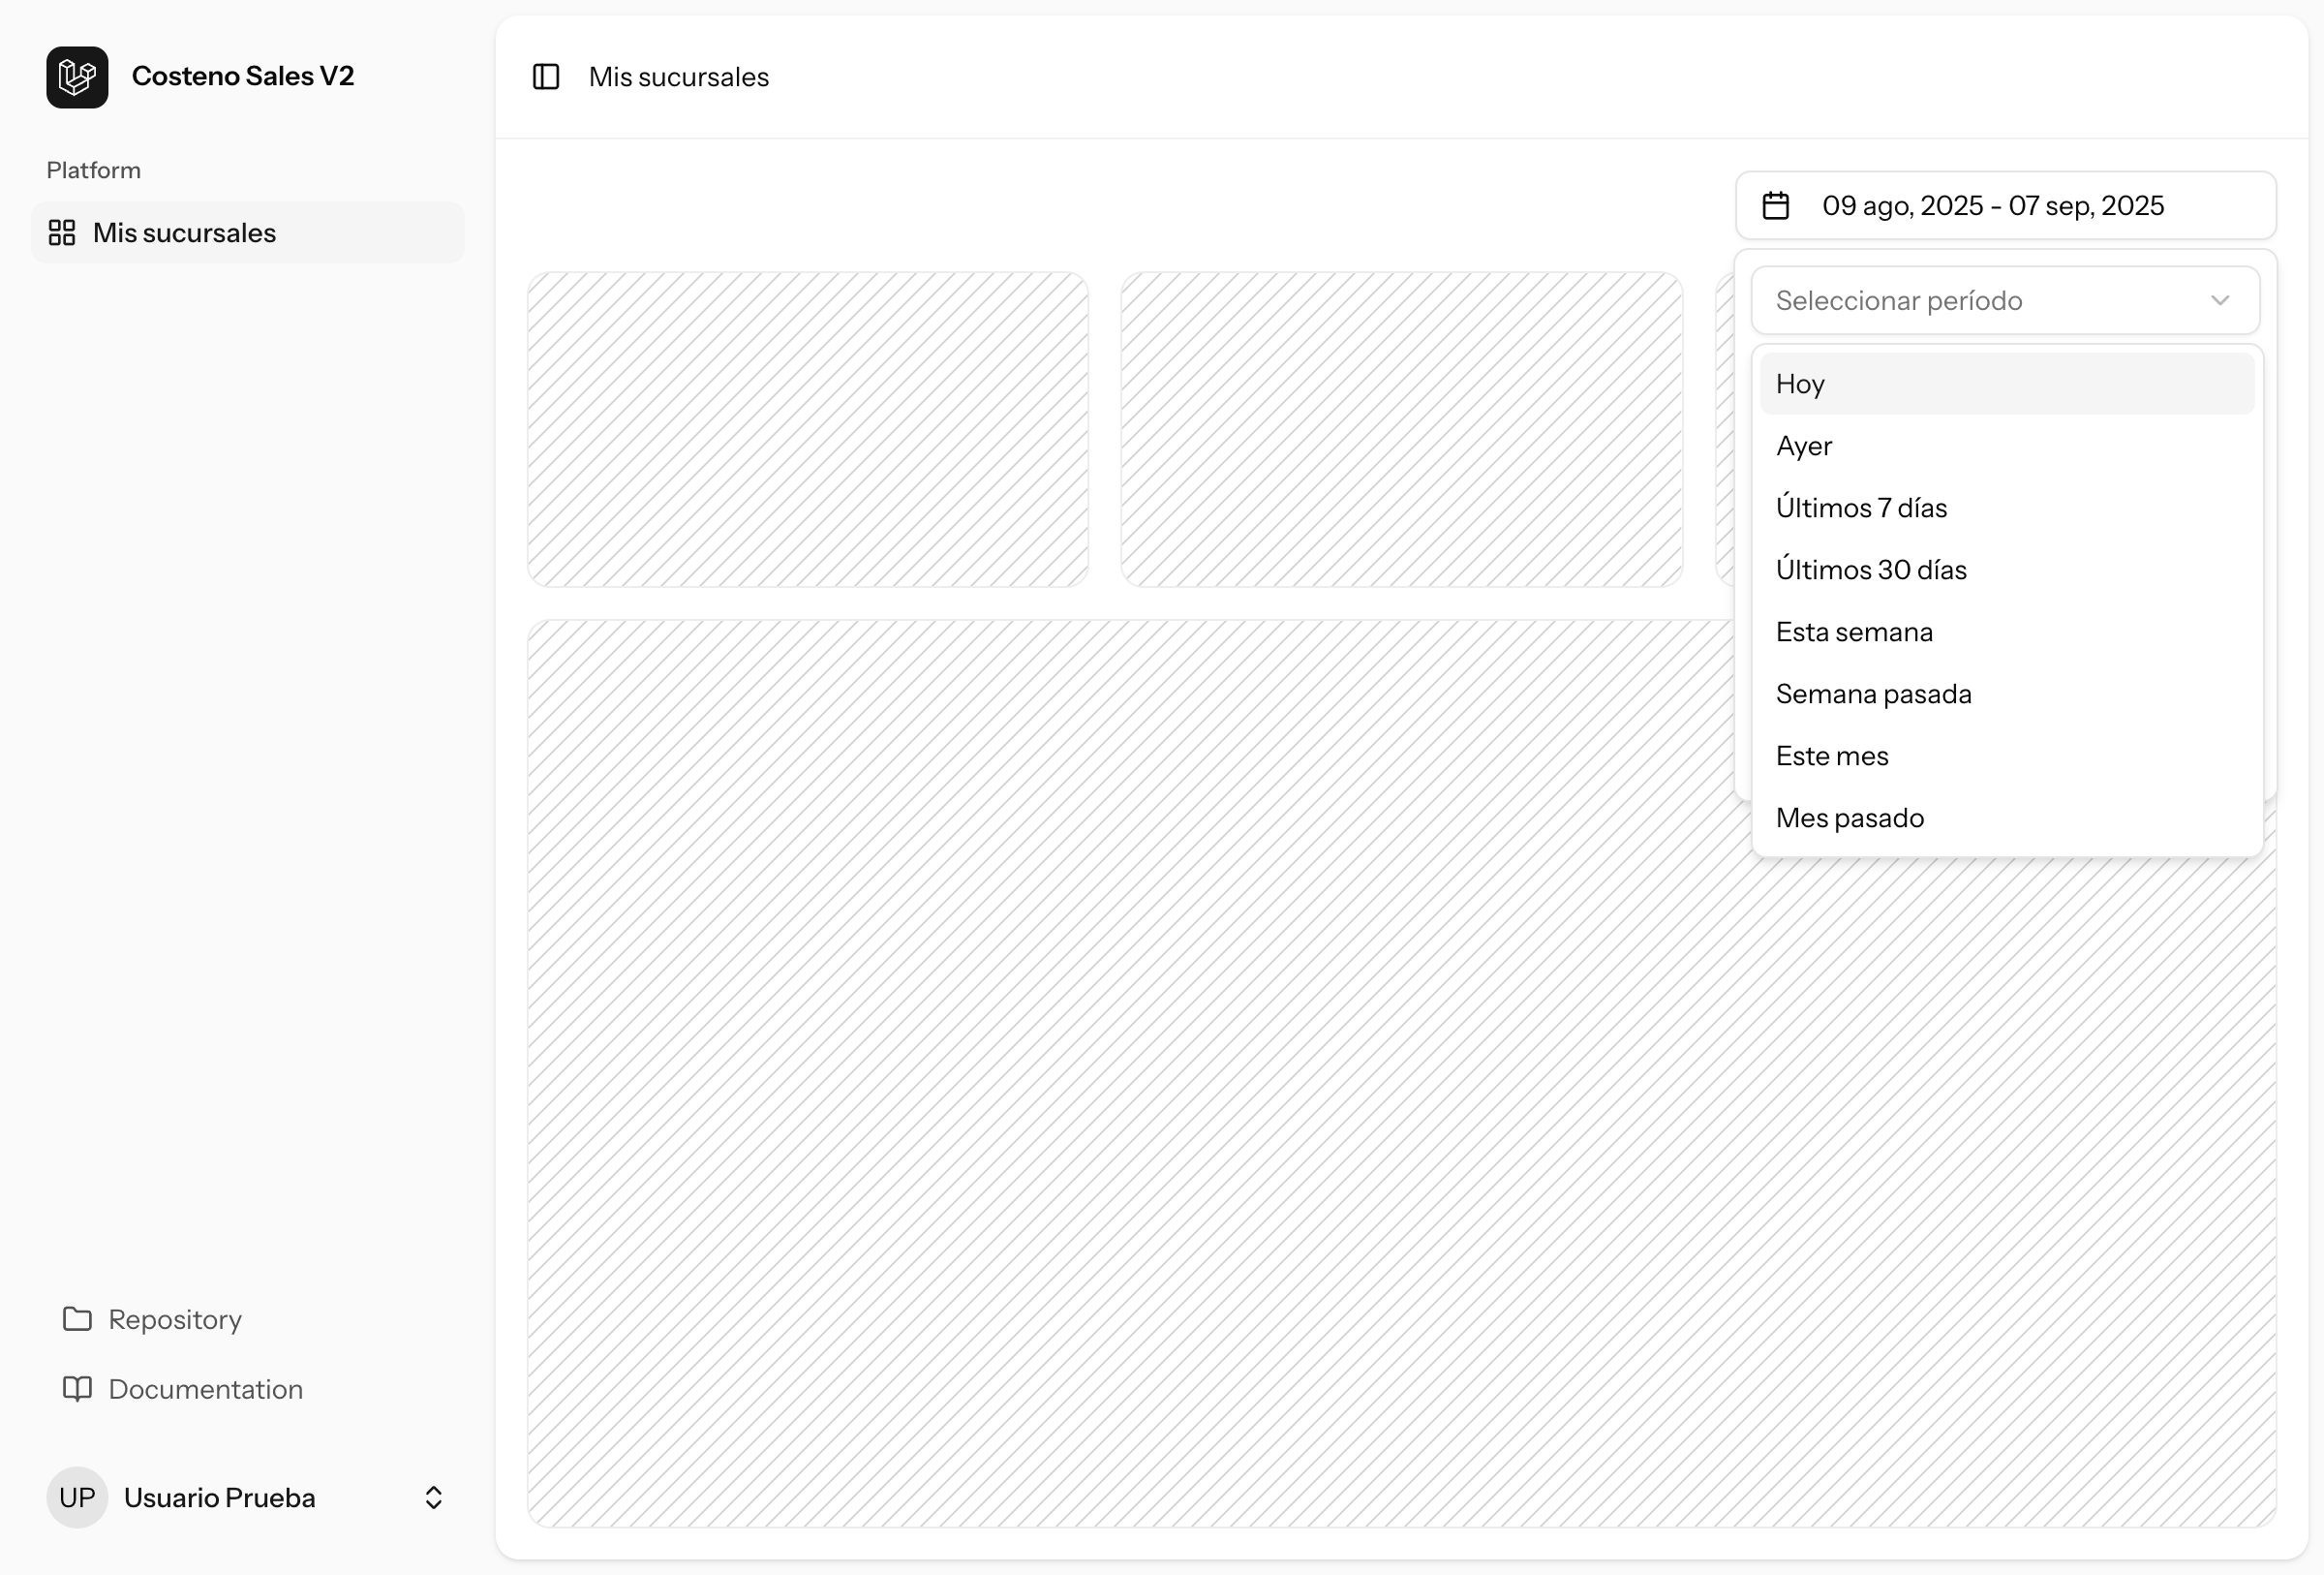 Costeno Sales V2
Platform
Mis sucursales
Repository
Documentation
UP Usuario Prueba
Mis sucursales
09 ago, 2025 - 07 sep, 2025
Seleccionar período
Hoy
Ayer
Últimos 7 días
Últimos 30 días
Esta semana
Semana pasada
Este mes
Mes pasado